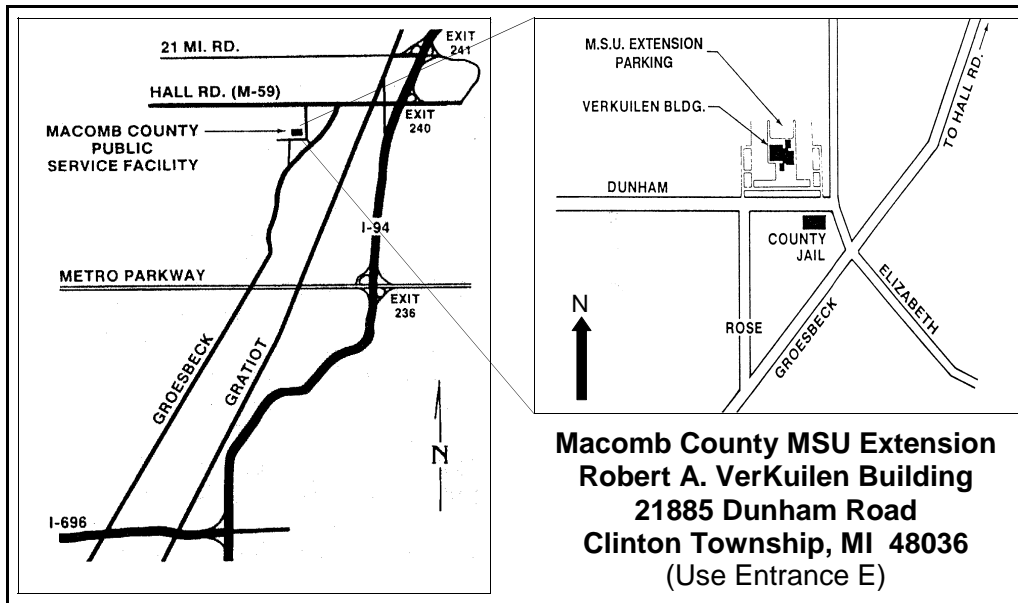 EXIT
241
21 MI. RD.
HALL RD. (M-59)
EXIT
240
MACOMB COUNTY
PUBLIC
SERVICE FACILITY
I-94
METRO PARKWAY
EXIT
236
GROESBECK
GRATIOT
N
I-696
M.S.U. EXTENSION
PARKING
VERKUILEN BLDG.
TO HALL RD.
DUNHAM
COUNTY
JAIL
ELIZABETH
N
ROSE
GROESBECK
Macomb County MSU Extension
Robert A. VerKuilen Building
21885 Dunham Road
Clinton Township, MI 48036
(Use Entrance E)